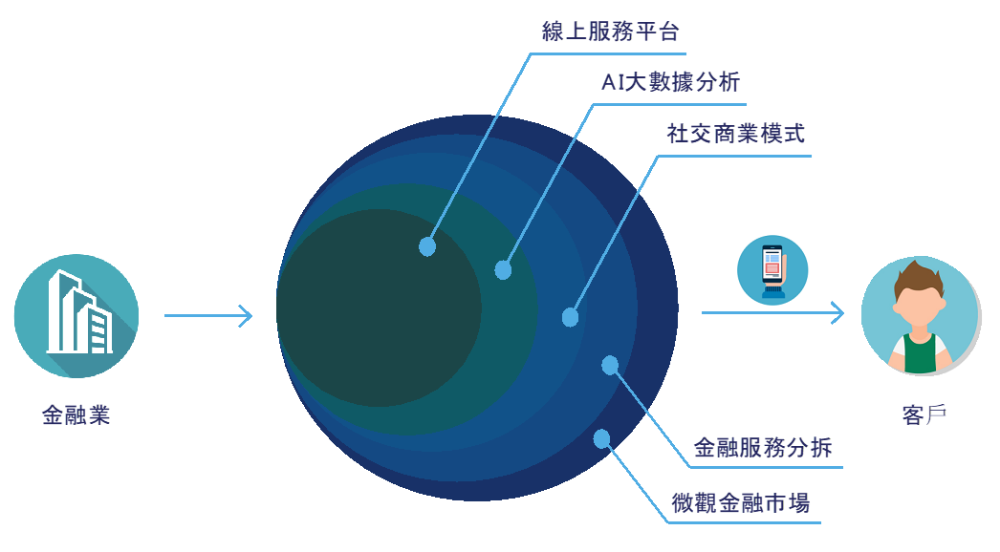 線上服務平台
AI大數據分析
社交商業模式
金融業
客戶
金融服務分拆
微觀金融市場